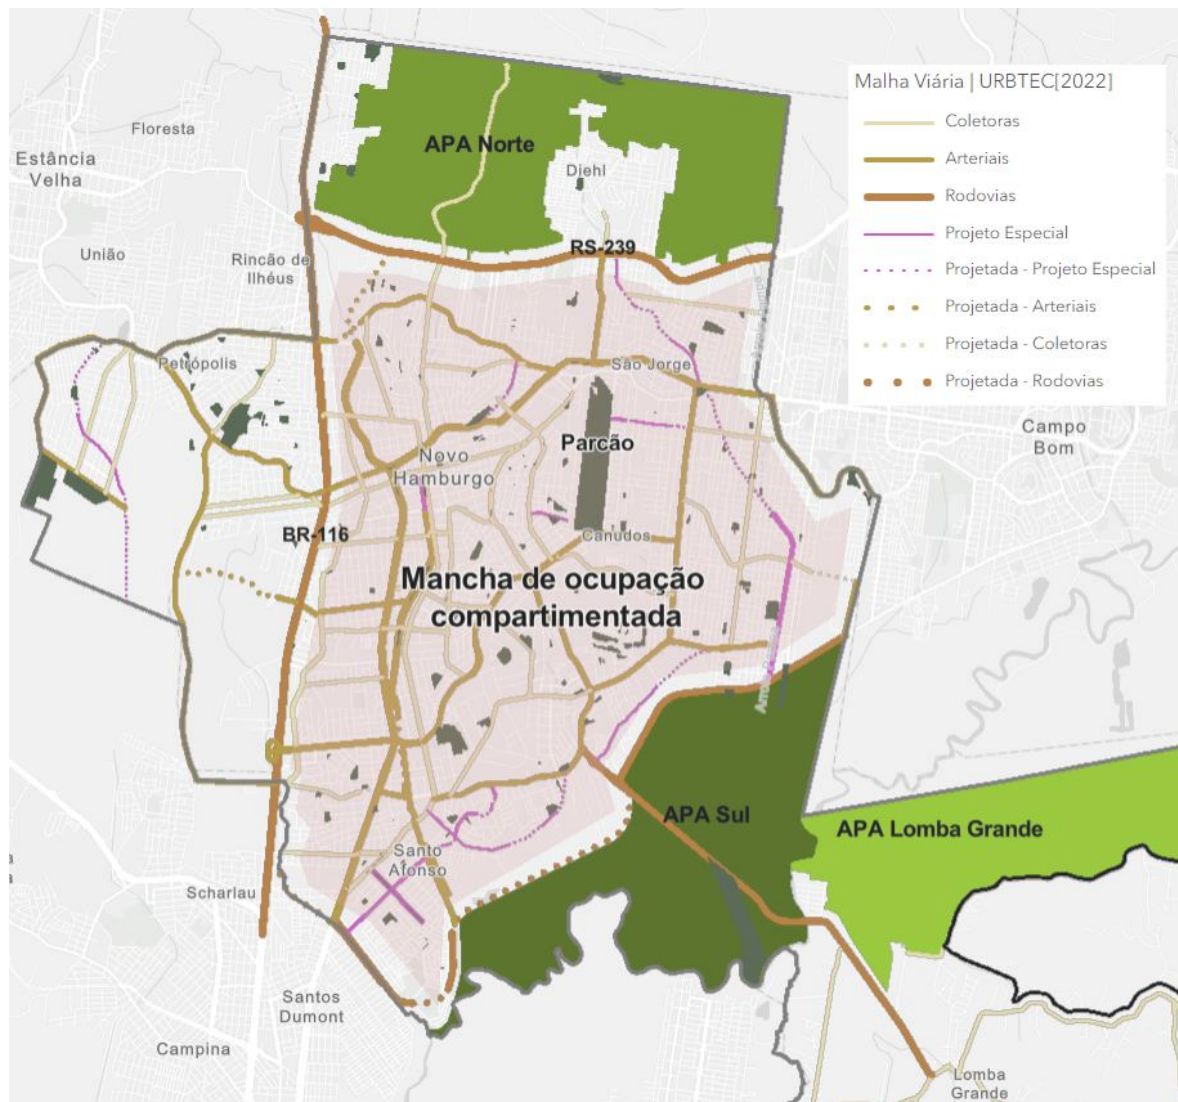 Malha Viária | URBTEC[2022]
Coletoras
Arteriais
Rodovias
Projeto Especial
Projetada - Projeto Especial
Projetada - Arteriais
Projetada - Coletoras
Projetada - Rodovias
Floresta
Estância
Velha
União
Rincão de
Ilhéus
APA Norte
Diehl
RS-239
Petrópolis
São Jorge
Parcão
Novo
Hamburgo
Campo
Bom
BR-116
Canudos
Mancha de ocupação
compartimentada
APA Sul
APA Lomba Grande
Santo
Afonso
Scharlau
Santos
Dumont
Campina
Lomba
Grande